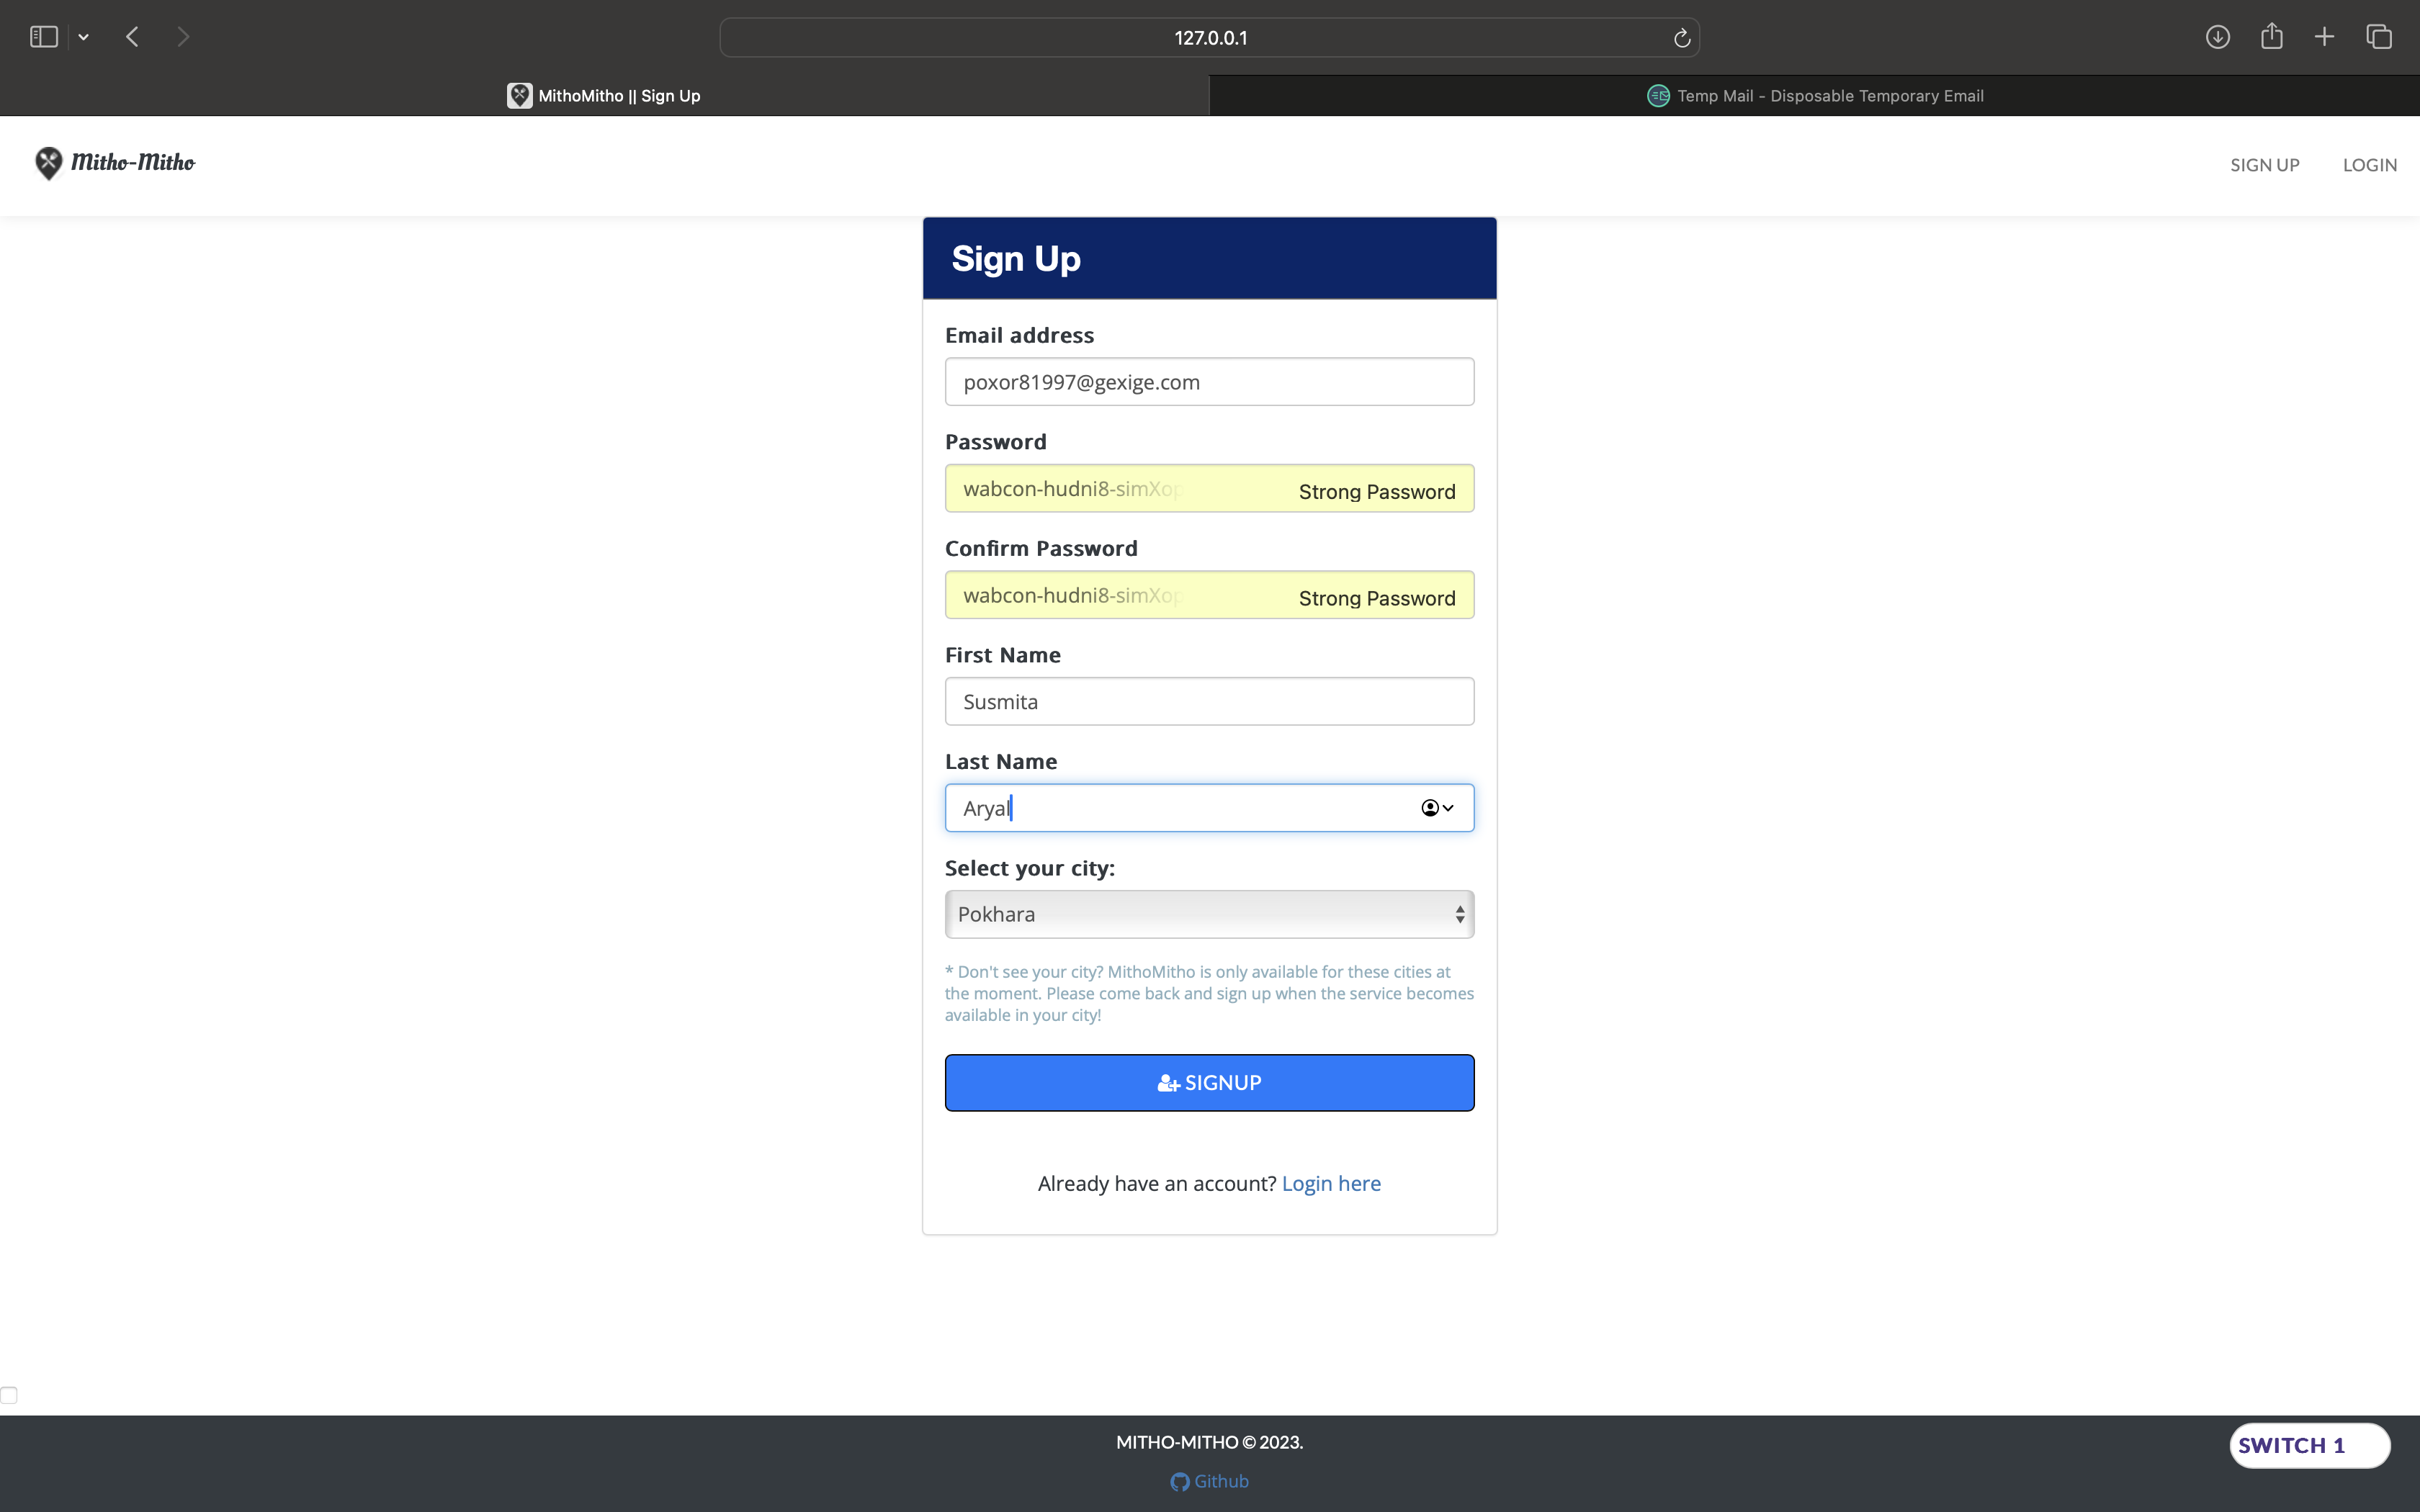 127.0.0.1
MithoMitho || Sign Up
Temp Mail - Disposable Temporary Email
Mitho-Mitho
SIGN UP
LOGIN
Sign Up
Email address
poxor81997@gexige.com
Password
wabcon-hudni8-simXop
Strong Password
Confirm Password
wabcon-hudni8-simXop
Strong Password
First Name
Susmita
Last Name
Aryal
Select your city:
Pokhara
* Don't see your city? MithoMitho is only available for these cities at
the moment. Please come back and sign up when the service becomes
available in your city!
SIGNUP
Already have an account? Login here
MITHO-MITHO © 2023.
SWITCH 1
Github